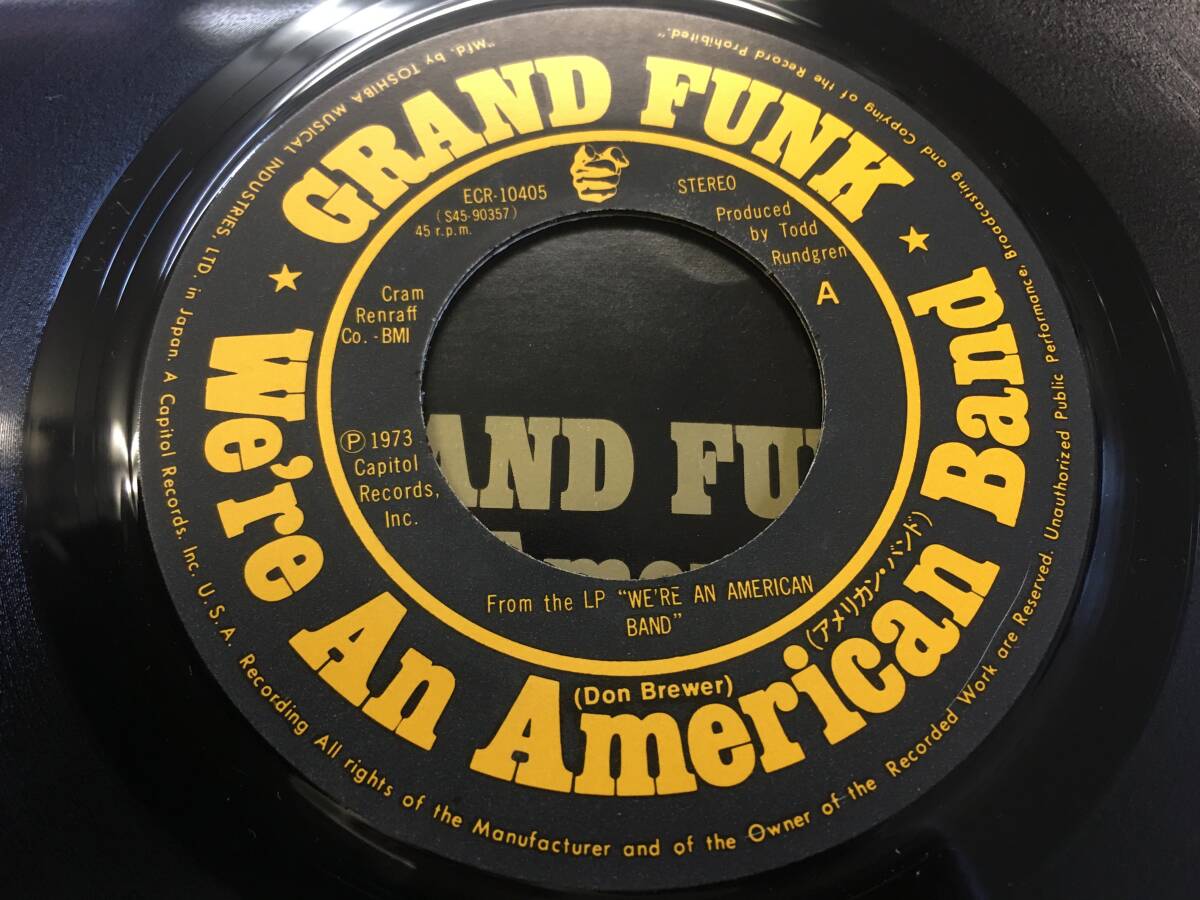 GRAND FUNK
ECR-10405
(S45-90357)
45 r.p.m.
STEREO
Produced
by Todd
Rundgren
A
Cram
Renraff
Co. -BMI
Ⓟ 1973
Capitol
Records,
Inc.
AND FUN
Ameri
From the LP "WE'RE AN AMERICAN
BAND"
(Don Brewer)
We're An American Band
(アメリカン・バンド)
"Mfd. by TOSHIBA MUSICAL INDUSTRIES, LTD. in Japan. A Capitol Records, Inc. U.S.A. Recording All rights of the Manufacturer and of the Owner of the Recorded Work are Reserved. Unauthorized Public Performance, Broadcasting and Copying of the Record Prohibited."